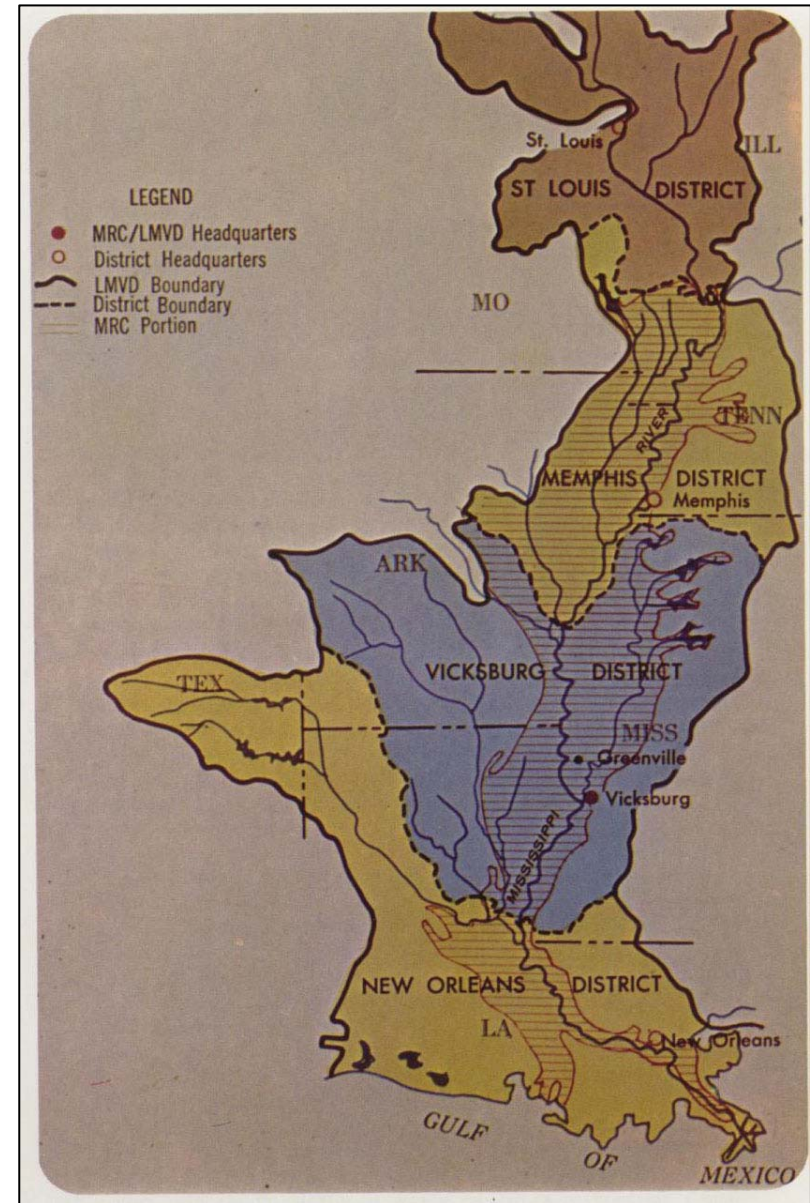 St. Louis
ILL
ST LOUIS DISTRICT
LEGEND
MRC/LMVD Headquarters
District Headquarters
LMVD Boundary
District Boundary
MRC Portion
MO
TENN
RIVER
MEMPHIS DISTRICT
Memphis
ARK
TEX
VICKSBURG DISTRICT
MISS
Greenville
Vicksburg
MISSISSIPPI
NEW ORLEANS DISTRICT
LA
New Orleans
GULF OF MEXICO